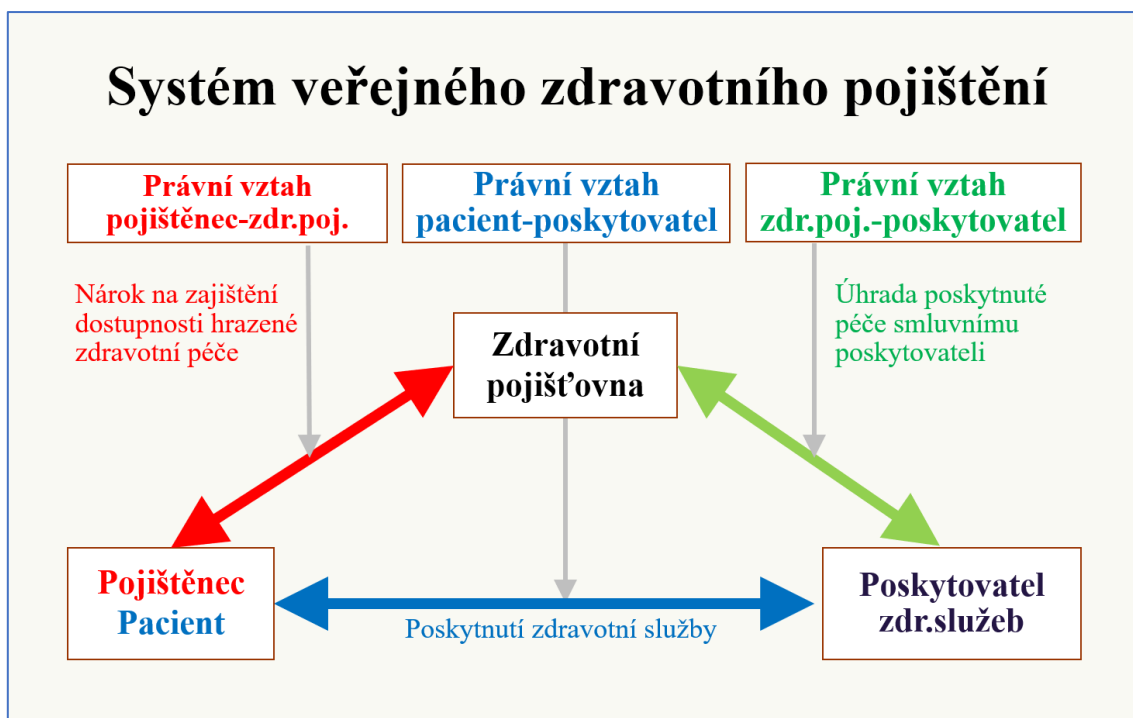 Systém veřejného zdravotního pojištění
Právní vztah
pojištěnec-zdr.poj.
Právní vztah
pacient-poskytovatel
Právní vztah
zdr.poj.-poskytovatel
Nárok na zajištění
dostupnosti hrazené
zdravotní péče
Úhrada poskytnuté
péče smluvnímu
poskytovateli
Zdravotní
pojišťovna
Pojištěnec
Pacient
Poskytnutí zdravotní služby
Poskytovatel
zdr.služeb